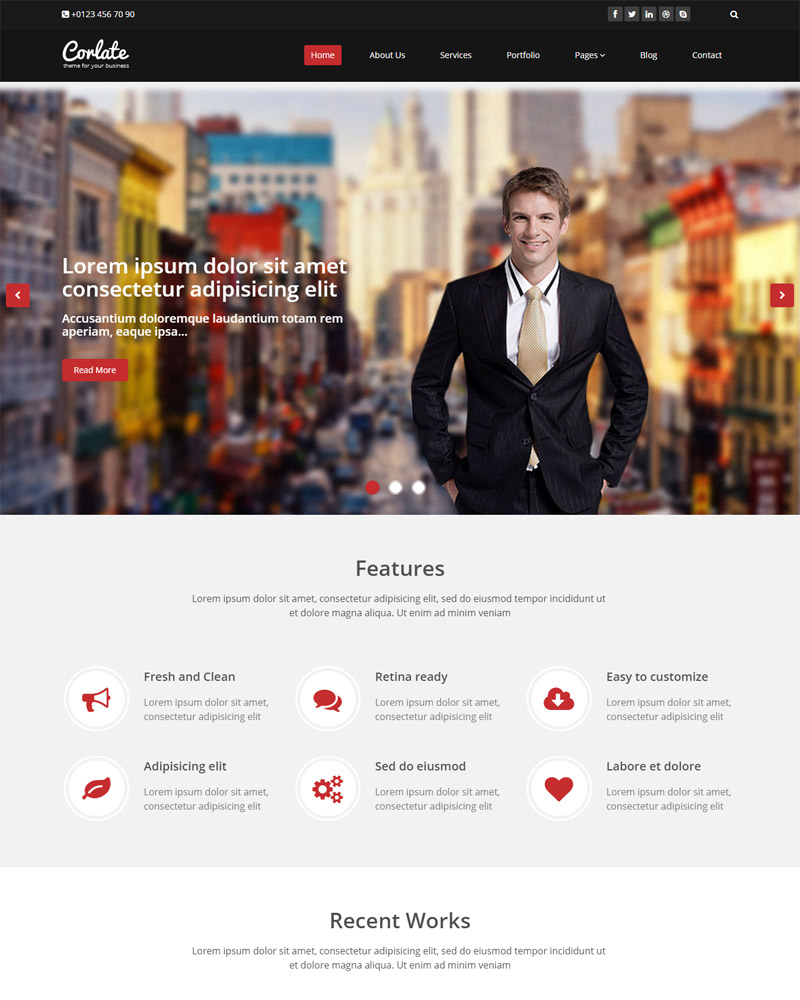 +0123 456 70 90
Corlate
theme for your business
Home
About Us
Services
Portfolio
Pages
Blog
Contact
Lorem ipsum dolor sit amet
consectetur adipisicing elit
Accusantium doloremque laudantium totam rem
aperiam, eaque ipsa...
Read More
Features
Lorem ipsum dolor sit amet, consectetur adipisicing elit, sed do eiusmod tempor incididunt ut
et dolore magna aliqua. Ut enim ad minim veniam
Fresh and Clean
Lorem ipsum dolor sit amet,
consectetur adipisicing elit
Retina ready
Lorem ipsum dolor sit amet,
consectetur adipisicing elit
Easy to customize
Lorem ipsum dolor sit amet,
consectetur adipisicing elit
Adipisicing elit
Lorem ipsum dolor sit amet,
consectetur adipisicing elit
Sed do eiusmod
Lorem ipsum dolor sit amet,
consectetur adipisicing elit
Labore et dolore
Lorem ipsum dolor sit amet,
consectetur adipisicing elit
Recent Works
Lorem ipsum dolor sit amet, consectetur adipisicing elit, sed do eiusmod tempor incididunt ut
et dolore magna aliqua. Ut enim ad minim veniam